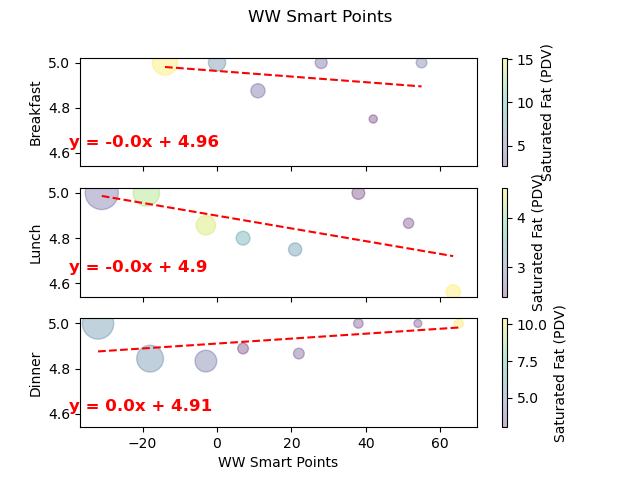 WW Smart Points
5.0
4.8
4.6
Breakfast
y = -0.0x + 4.96
15
10
5
Saturated Fat (PDV)
5.0
4.8
4.6
Lunch
y = -0.0x + 4.9
4
3
Saturated Fat (PDV)
5.0
4.8
4.6
Dinner
y = 0.0x + 4.91
10.0
7.5
5.0
Saturated Fat (PDV)
−20 0 20 40 60
WW Smart Points